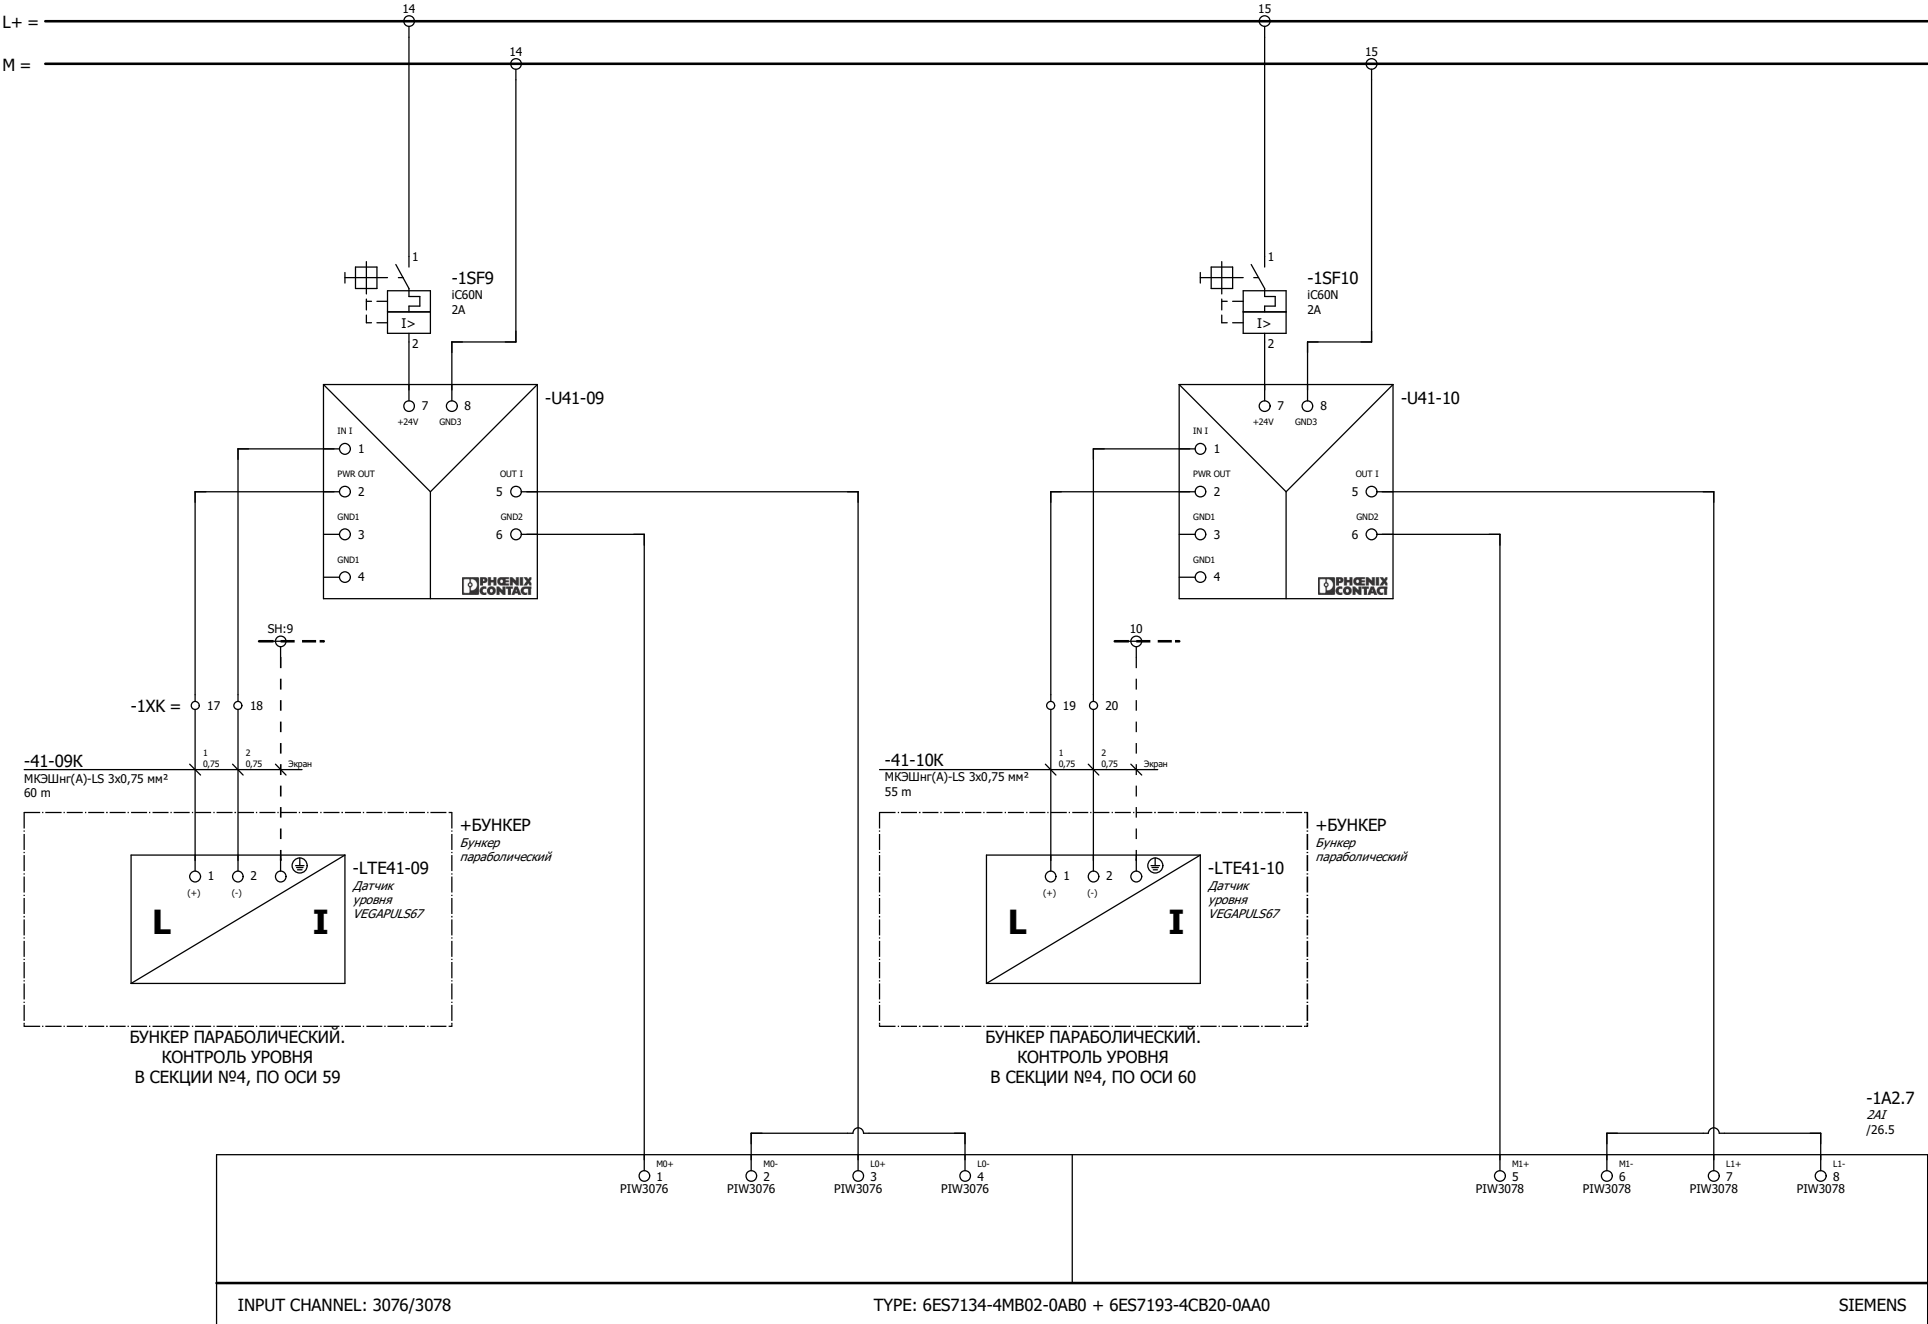 L+ =
14
15
M =
14
15
1
-1SF9
iC60N
2A
I>
2
1
-1SF10
iC60N
2A
I>
2
-U41-09
7
8
+24V
GND3
IN I
1
PWR OUT
2
GND1
3
GND1
4
OUT I
5
GND2
6
PHŒNIX
CONTACT
-U41-10
7
8
+24V
GND3
IN I
1
PWR OUT
2
GND1
3
GND1
4
OUT I
5
GND2
6
PHŒNIX
CONTACT
SH:9
10
-1XK =
17
18
19
20
-41-09K
МКЭШнг(А)-LS 3x0,75 мм²
60 m
1
0,75
2
0,75
Экран
-41-10K
МКЭШнг(А)-LS 3x0,75 мм²
55 m
1
0,75
2
0,75
Экран
+БУНКЕР
Бункер
параболический
1
2
(+)
(-)
-LTE41-09
Датчик
уровня
VEGAPULS67
L
I
БУНКЕР ПАРАБОЛИЧЕСКИЙ.
КОНТРОЛЬ УРОВНЯ
В СЕКЦИИ №4, ПО ОСИ 59
+БУНКЕР
Бункер
параболический
1
2
(+)
(-)
-LTE41-10
Датчик
уровня
VEGAPULS67
L
I
БУНКЕР ПАРАБОЛИЧЕСКИЙ.
КОНТРОЛЬ УРОВНЯ
В СЕКЦИИ №4, ПО ОСИ 60
-1A2.7
2AI
/26.5
M0+
1
PIW3076
M0-
2
PIW3076
L0+
3
PIW3076
L0-
4
PIW3076
M1+
5
PIW3078
M1-
6
PIW3078
L1+
7
PIW3078
L1-
8
PIW3078
INPUT CHANNEL: 3076/3078
TYPE: 6ES7134-4MB02-0AB0 + 6ES7193-4CB20-0AA0
SIEMENS